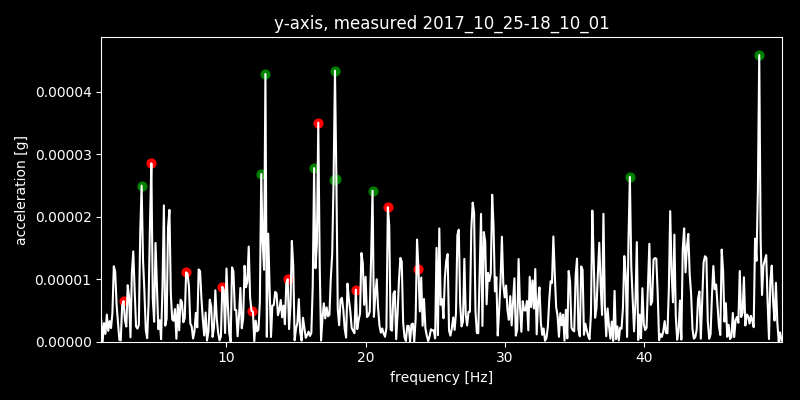 y-axis, measured 2017_10_25-18_10_01
acceleration [g]
0.00004
0.00003
0.00002
0.00001
0.00000
10 20 30 40
frequency [Hz]